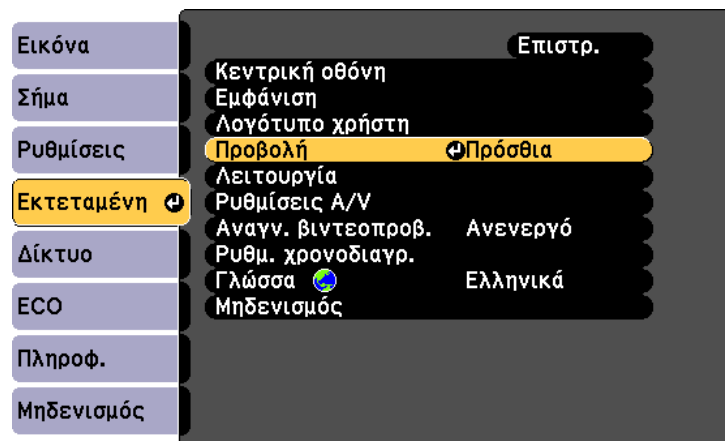 Εικόνα
Σήμα
Ρυθμίσεις
Εκτεταμένη
Δίκτυο
ECO
Πληροφ.
Μηδενισμός
Επιστρ.
Κεντρική οθόνη
Εμφάνιση
Λογότυπο χρήστη
Προβολή Πρόσθια
Λειτουργία
Ρυθμίσεις A/V
Αναγν. βιντεοπροβ. Ανενεργό
Ρυθμ. χρονοδιαγρ.
Γλώσσα Ελληνικά
Μηδενισμός